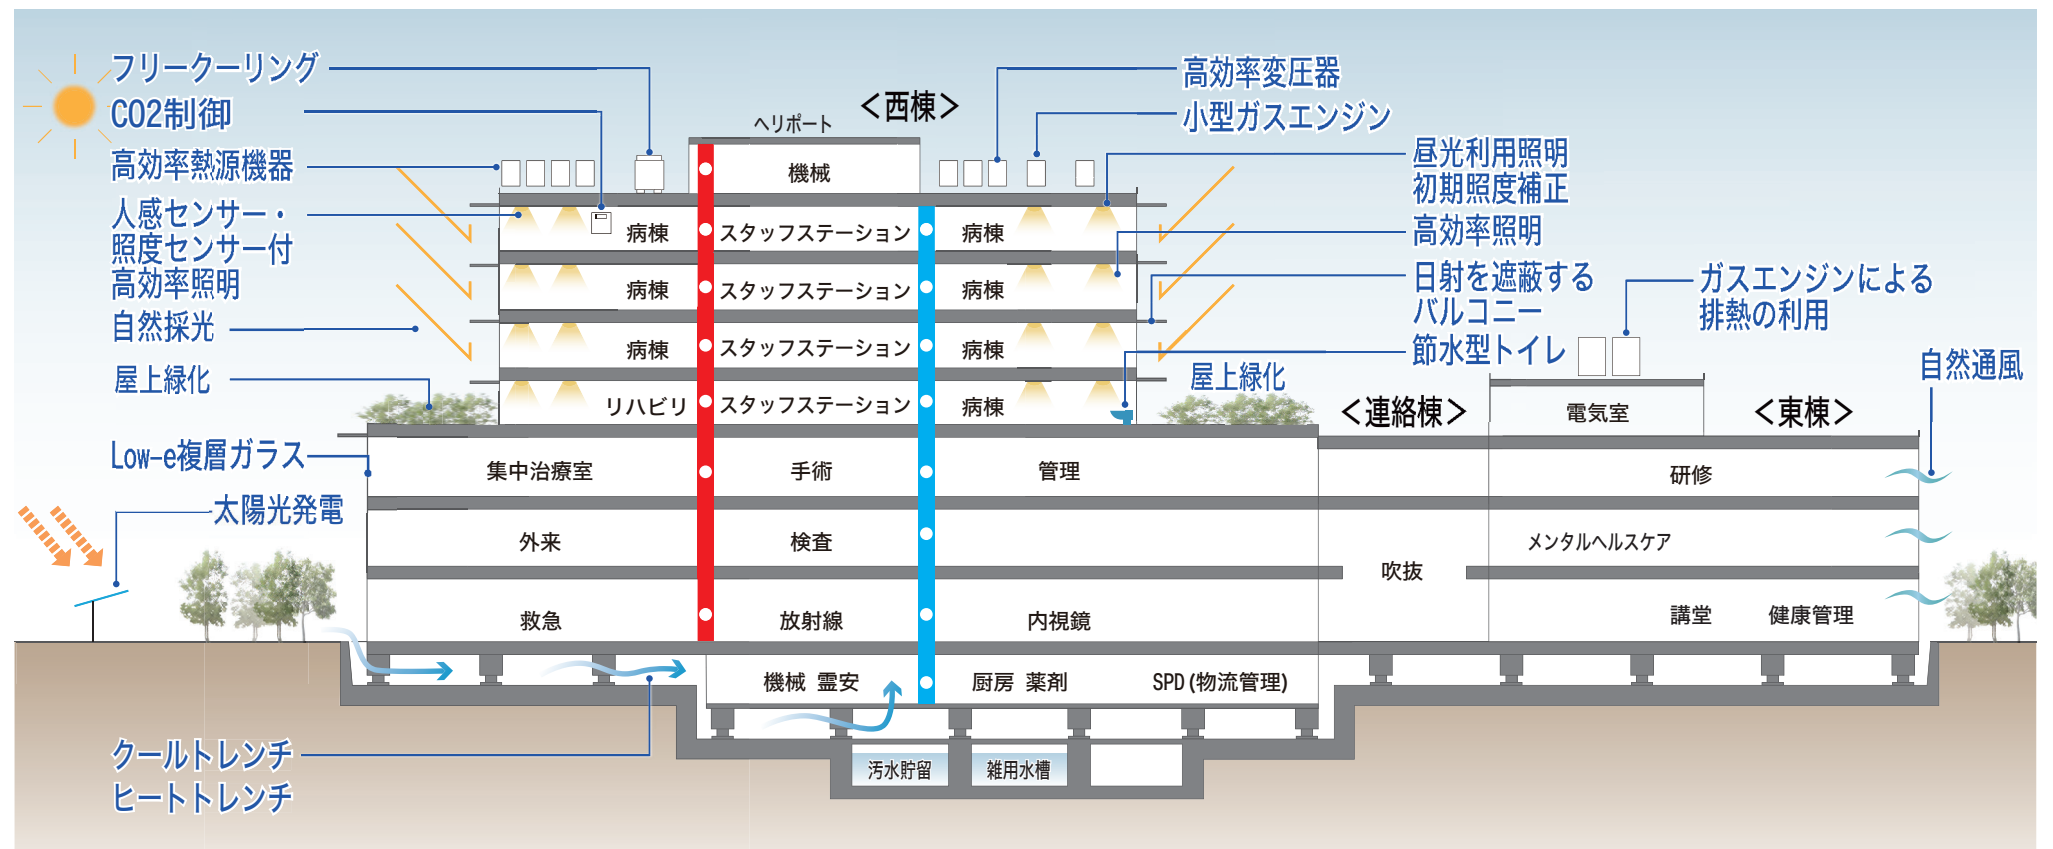 フリークーリング
CO2制御
高効率熱源機器
人感センサー・
照度センサー付
高効率照明
自然採光
屋上緑化
Low-e複層ガラス
太陽光発電
クールトレンチ
ヒートトレンチ
ヘリポート
＜西棟＞
機械
高効率変圧器
小型ガスエンジン
昼光利用照明
初期照度補正
高効率照明
日射を遮蔽する
バルコニー
節水型トイレ
屋上緑化
ガスエンジンによる
排熱の利用
自然通風
病棟 スタッフステーション 病棟
病棟 スタッフステーション 病棟
病棟 スタッフステーション 病棟
リハビリ スタッフステーション 病棟
＜連絡棟＞
電気室
＜東棟＞
集中治療室 手術 管理 研修
外来 検査 メンタルヘルスケア
吹抜
救急 放射線 内視鏡 講堂 健康管理
機械 霊安 厨房 薬剤 SPD(物流管理)
汚水貯留 雑用水槽